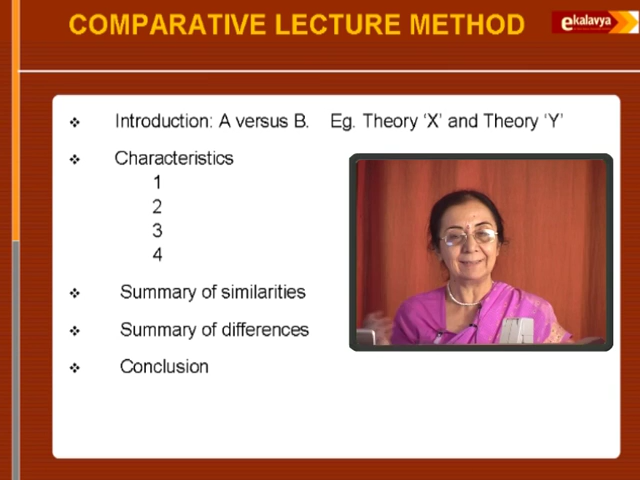 COMPARATIVE LECTURE METHOD
ekalavya
Introduction: A versus B. Eg. Theory ‘X’ and Theory ‘Y’
Characteristics
1
2
3
4
Summary of similarities
Summary of differences
Conclusion